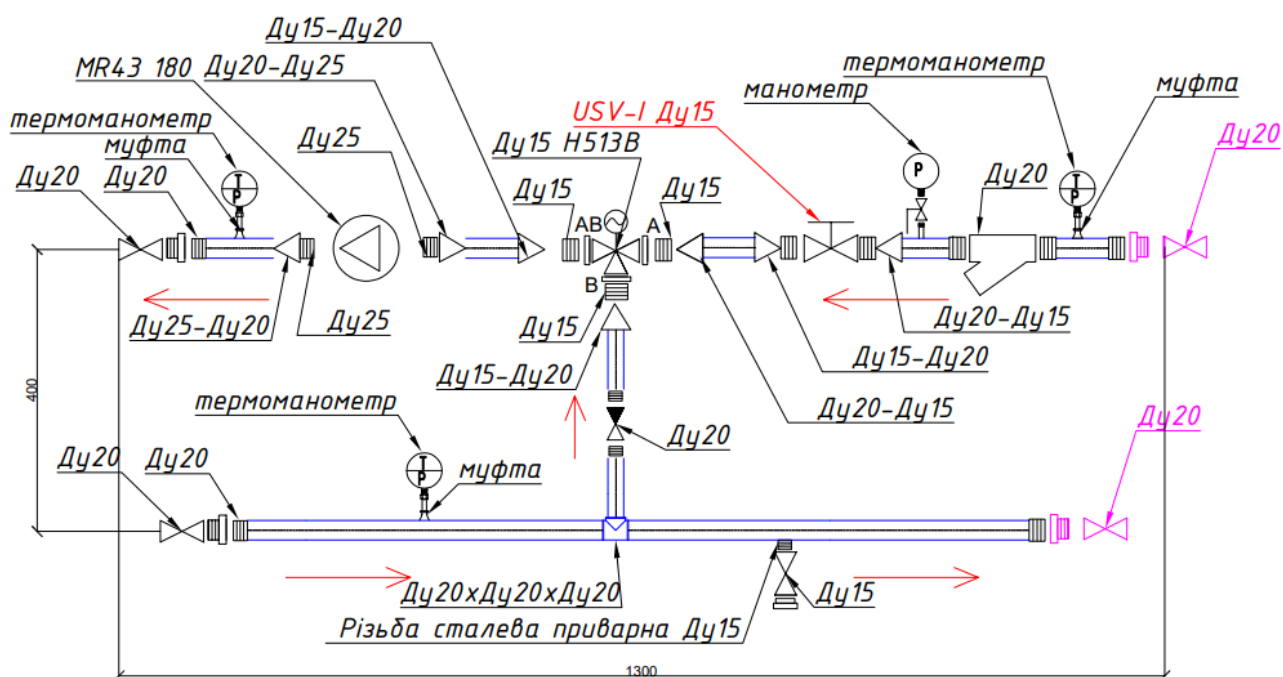 Ду15-Ду20
MR43 180
Ду20-Ду25
термоманометр
USV-I Ду15
манометр
муфта
термоманометр
муфта
Ду25
Ду15 H513B
Ду20
Ду20
Ду20
Ду20
Ду15
Ду15
T
P
P
T
P
AB
A
B
Ду25-Ду20
Ду25
Ду15
Ду20-Ду15
Ду15-Ду20
Ду15-Ду20
400
термоманометр
Ду20-Ду15
Ду20
Ду20
Ду20
Ду20
T
P
муфта
Ду20хДу20хДу20
Ду15
Різьба сталева приварна Ду15
1300